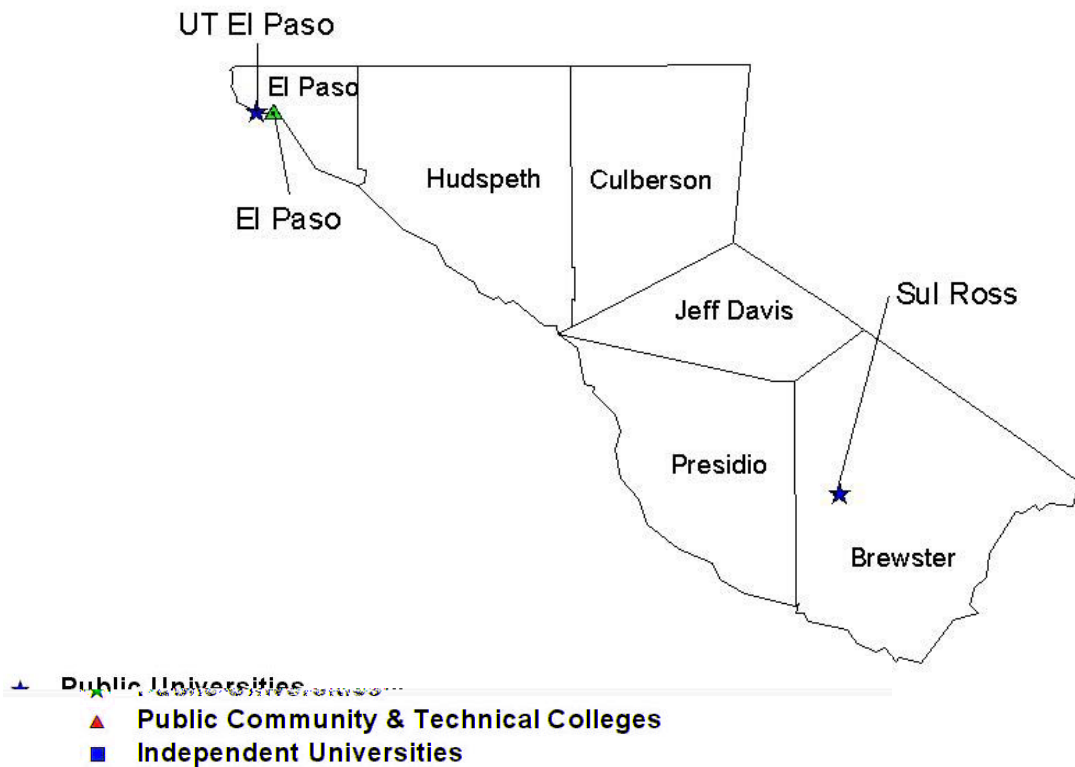 UT El Paso
El Paso
Hudspeth
Culberson
El Paso
Sul Ross
Jeff Davis
Presidio
Brewster
Public Universities
Public Community & Technical Colleges
Independent Universities